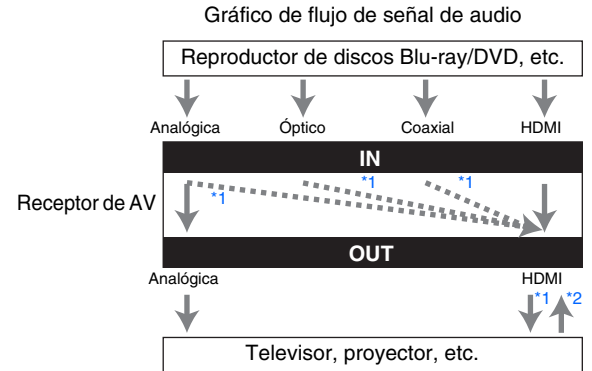 Gráfico de flujo de señal de audio
Reproductor de discos Blu-ray/DVD, etc.
Analógica Óptico Coaxial HDMI
IN
*1 *1 *1
Receptor de AV
OUT
Analógica HDMI
*1 *2
Televisor, proyector, etc.